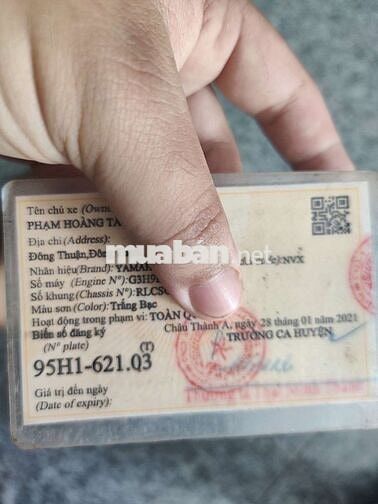 Tên chủ xe (Own
PHẠM HOÀNG TÂ
Địa chỉ (Address):
Đông Thuận,Đôn
Nhãn hiệu(Brand): YAMAH
NVX
Số máy (Engine N°): G3H9
Số khung (Chassis N°): RLCS
Màu sơn (Color): Trắng Bạc
Hoạt động trong phạm vi: TOÀN Q
Biển số đăng ký
(N° plate)
Châu Thành A, ngày 28 tháng 01 năm 2021
TRƯỞNG CA HUYỆN
95H1-621.03
(T)
Giá trị đến ngày
(Date of expiry):
muaban.net